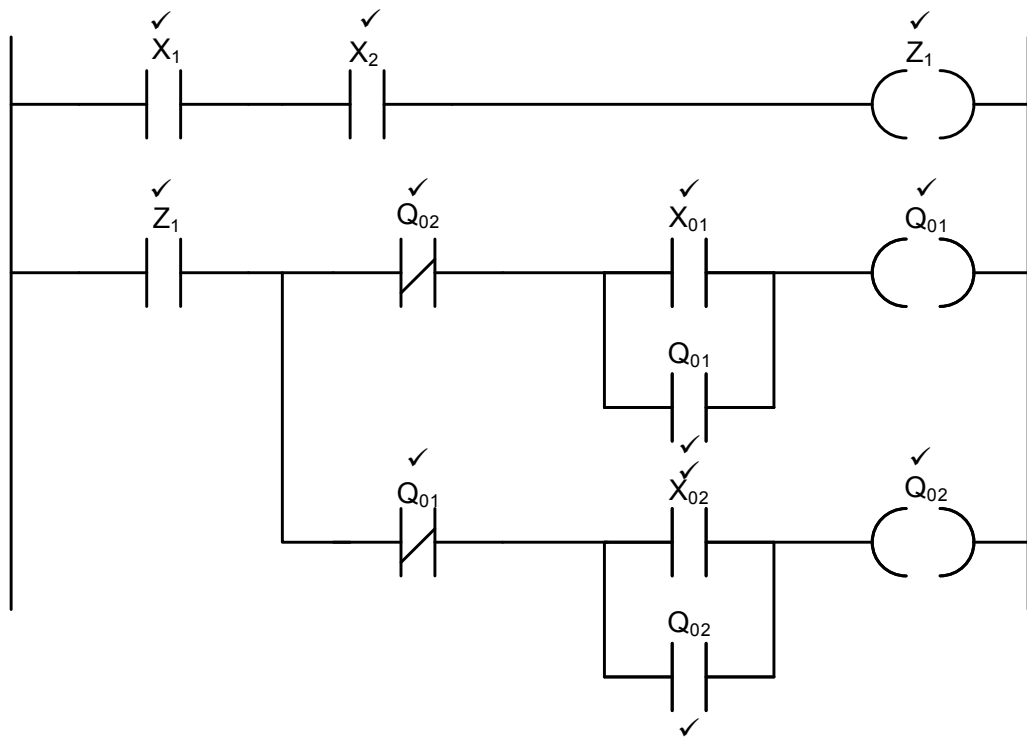 ✓ ✓ ✓
X₁ X₂ Z₁
✓ ✓ ✓ ✓
Z₁ Q₀₂ X₀₁ Q₀₁
Q₀₁
✓
✓ ✓ ✓
Q₀₁ X₀₂ Q₀₂
Q₀₂
✓